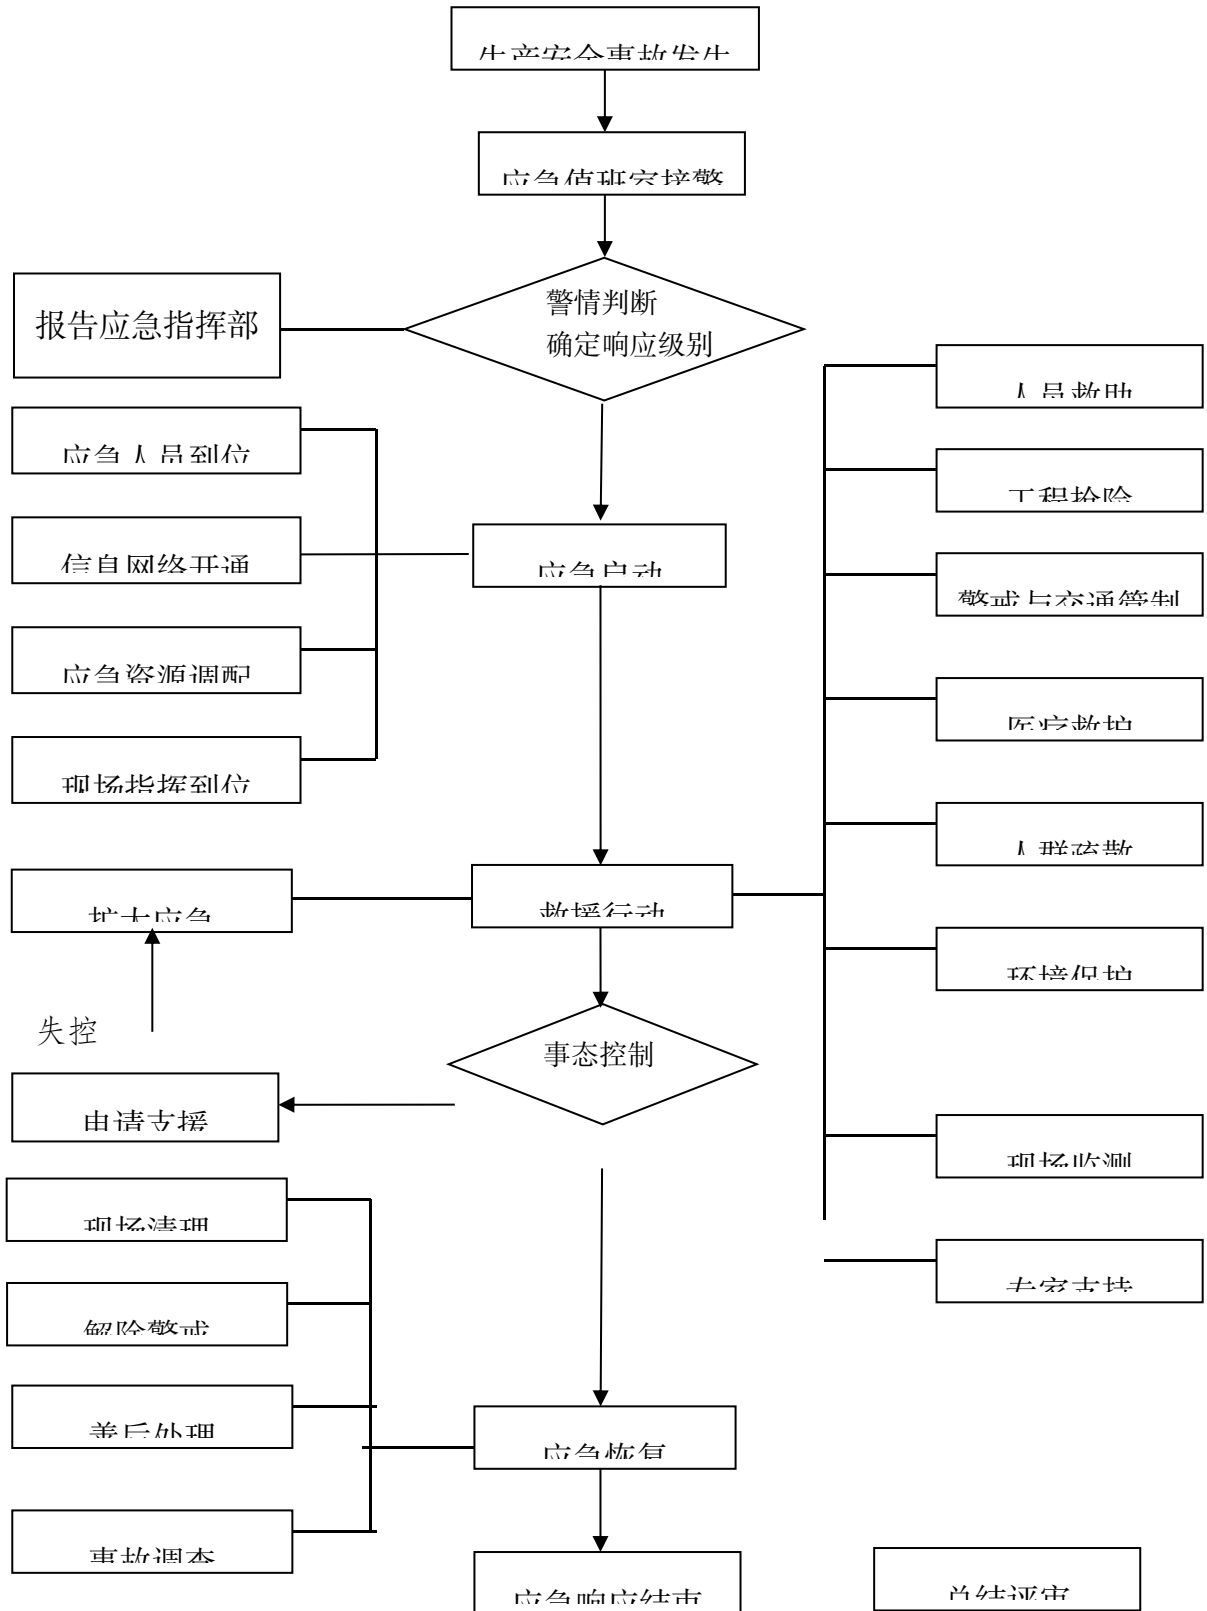 生产安全事故发生
应急值班室接警
警情判断
确定响应级别
报告应急指挥部
人员救助
应急人员到位
工程抢险
信息网络开通
应急启动
警戒与交通管制
应急资源调配
医疗救护
现场指挥到位
人群疏散
扩大应急
救援行动
环境保护
失控
事态控制
申请支援
现场监测
现场清理
专家支持
解除警戒
善后处理
应急恢复
事故调查
应急响应结束
总结评审